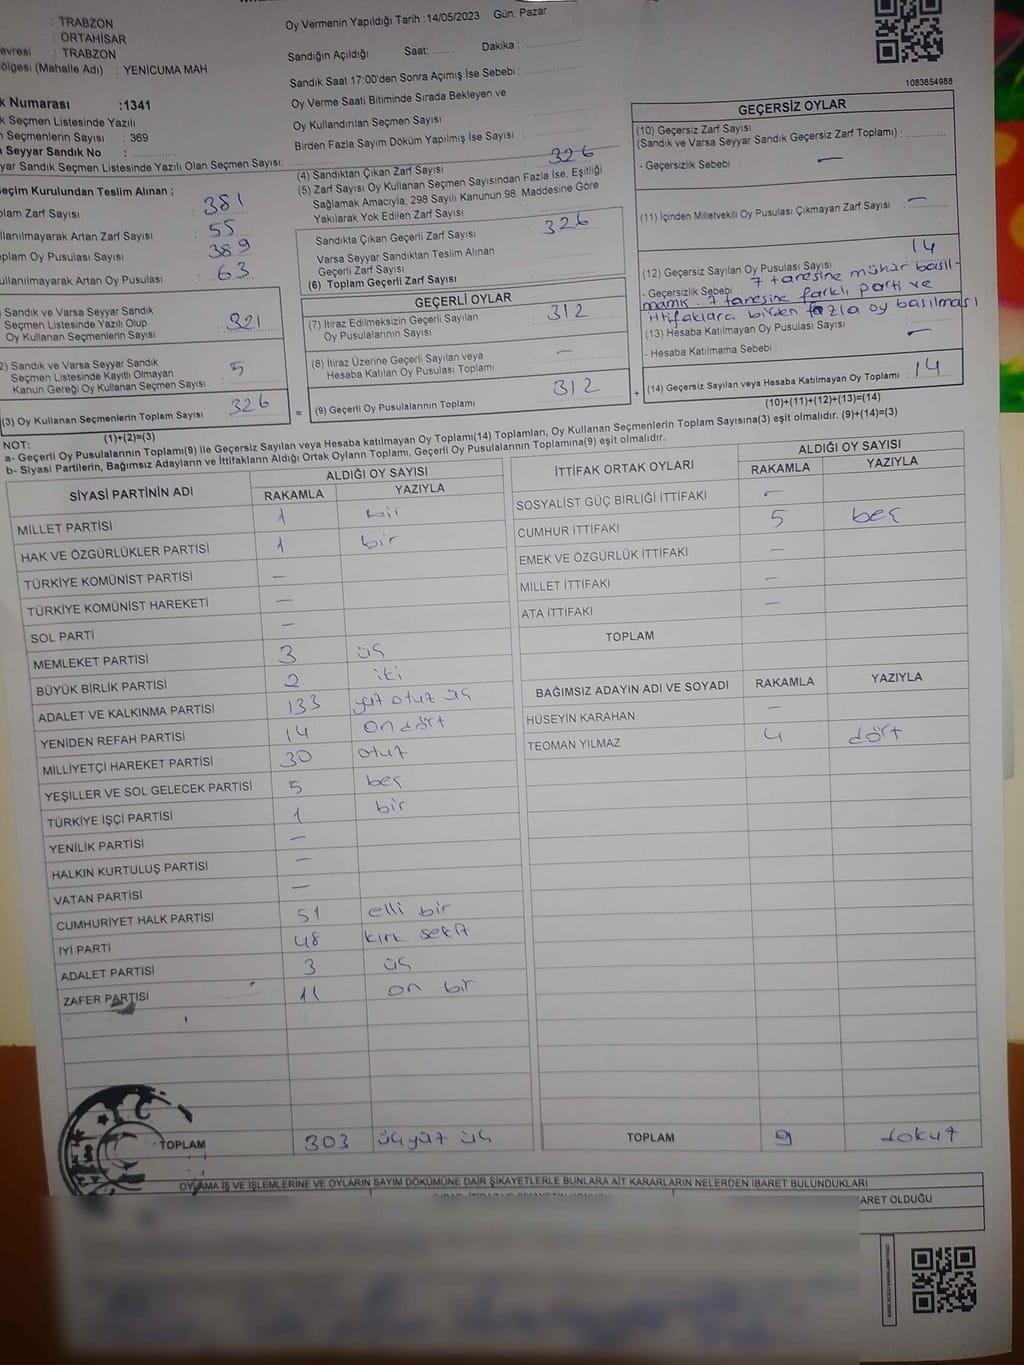 : TRABZON
: ORTAHİSAR
evresi : TRABZON
ölgesi (Mahalle Adı) : YENİCUMA MAH.
Oy Vermenin Yapıldığı Tarih :14/05/2023 Gün: Pazar
Sandığın Açıldığı Saat: ........ Dakika : ....................
Sandık Saat 17:00'den Sonra Açımış İse Sebebi : ....................
1083654988
k Numarası :1341
k Seçmen Listesinde Yazılı
n Seçmenlerin Sayısı : 369
a Seyyar Sandık No : ....................
yar Sandık Seçmen Listesinde Yazılı Olan Seçmen Sayısı: ....................
Oy Verme Saati Bitiminde Sırada Bekleyen ve
Oy Kullandırılan Seçmen Sayısı
Birden Fazla Sayım Döküm Yapılmış İse Sayısı
(4) Sandıktan Çıkan Zarf Sayısı 326
(5) Zarf Sayısı Oy Kullanan Seçmen Sayısından Fazla İse, Eşitliği
Sağlamak Amacıyla; 298 Sayılı Kanunun 98. Maddesine Göre
Yakılarak Yok Edilen Zarf Sayısı
eçim Kurulundan Teslim Alınan ;
plam Zarf Sayısı : 381
llanılmayarak Artan Zarf Sayısı : 55
oplam Oy Pusulası Sayısı : 389
ullanılmayarak Artan Oy Pusulası : 63
) Sandık ve Varsa Seyyar Sandık
Seçmen Listesinde Yazılı Olup
Oy Kullanan Seçmenlerin Sayısı : 321
2) Sandık ve Varsa Seyyar Sandık
Seçmen Listesinde Kayıtlı Olmayan
Kanun Gereği Oy Kullanan Seçmen Sayısı : 5
(3) Oy Kullanan Seçmenlerin Toplam Sayısı : 326
(1)+(2)=(3)
Sandıkta Çıkan Geçerli Zarf Sayısı : 326
Varsa Seyyar Sandıktan Teslim Alınan
Geçerli Zarf Sayısı
(6) Toplam Geçerli Zarf Sayısı
GEÇERLİ OYLAR
(7) İtiraz Edilmeksizin Geçerli Sayılan
Oy Pusulalarının Sayısı : 312
(8) İtiraz Üzerine Geçerli Sayılan veya
Hesaba Katılan Oy Pusulası Toplamı : —
= (9) Geçerli Oy Pusulalarının Toplamı : 312
GEÇERSİZ OYLAR
(10) Geçersiz Zarf Sayısı
(Sandık ve Varsa Seyyar Sandık Geçersiz Zarf Toplamı) : ............
- Geçersizlik Sebebi : —
(11) İçinden Milletvekili Oy Pusulası Çıkmayan Zarf Sayısı : —
(12) Geçersiz Sayılan Oy Pusulası Sayısı : 14
- Geçersizlik Sebebi : 7 tanesine mühür basıl-
mamış. 7 tanesine farklı parti ve
ittifaklara birden fazla oy basılması
(13) Hesaba Katılmayan Oy Pusulası Sayısı : —
- Hesaba Katılmama Sebebi :
+ (14) Geçersiz Sayılan veya Hesaba Katılmayan Oy Toplamı : 14
(10)+(11)+(12)+(13)=(14)
NOT:
a- Geçerli Oy Pusulalarının Toplamı(9) ile Geçersiz Sayılan veya Hesaba katılmayan Oy Toplamı(14) Toplamları, Oy Kullanan Seçmenlerin Toplam Sayısına(3) eşit olmalıdır. (9)+(14)=(3)
b- Siyasi Partilerin, Bağımsız Adayların ve İttifakların Aldığı Ortak Oyların Toplamı, Geçerli Oy Pusulalarının Toplamına(9) eşit olmalıdır.
SİYASİ PARTİNİN ADI ALDIĞI OY SAYISI
RAKAMLA YAZIYLA
MİLLET PARTİSİ 1 bir
HAK VE ÖZGÜRLÜKLER PARTİSİ 1 bir
TÜRKİYE KOMÜNİST PARTİSİ —
TÜRKİYE KOMÜNİST HAREKETİ —
SOL PARTİ —
MEMLEKET PARTİSİ 3 üç
BÜYÜK BİRLİK PARTİSİ 2 iki
ADALET VE KALKINMA PARTİSİ 133 yüz otuz üç
YENİDEN REFAH PARTİSİ 14 on dört
MİLLİYETÇİ HAREKET PARTİSİ 30 otuz
YEŞİLLER VE SOL GELECEK PARTİSİ 5 beş
TÜRKİYE İŞÇİ PARTİSİ 1 bir
YENİLİK PARTİSİ —
HALKIN KURTULUŞ PARTİSİ —
VATAN PARTİSİ —
CUMHURİYET HALK PARTİSİ 51 elli bir
İYİ PARTİ 48 kırk sekiz
ADALET PARTİSİ 3 üç
ZAFER PARTİSİ 11 on bir
TOPLAM 303 üçyüz üç
İTTİFAK ORTAK OYLARI ALDIĞI OY SAYISI
RAKAMLA YAZIYLA
SOSYALİST GÜÇ BİRLİĞİ İTTİFAKI —
CUMHUR İTTİFAKI 5 beş
EMEK VE ÖZGÜRLÜK İTTİFAKI —
MİLLET İTTİFAKI —
ATA İTTİFAKI —
TOPLAM
BAĞIMSIZ ADAYIN ADI VE SOYADI RAKAMLA YAZIYLA
HÜSEYİN KARAHAN —
TEOMAN YILMAZ 4 dört
TOPLAM 9 dokuz
OYLAMA İŞ VE İŞLEMLERİNE VE OYLARIN SAYIM DÖKÜMÜNE DAİR ŞİKAYETLERLE BUNLARA AİT KARARLARIN NELERDEN İBARET BULUNDUKLARI
ARET OLDUĞU